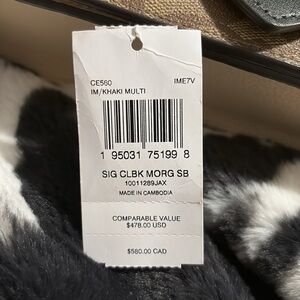 CE560 IME7V
IM/KHAKI MULTI
1 95031 75199 8
SIG CLBK MORG SB
10011289JAX
MADE IN CAMBODIA
COMPARABLE VALUE
$478.00 USD
$560.00 CAD